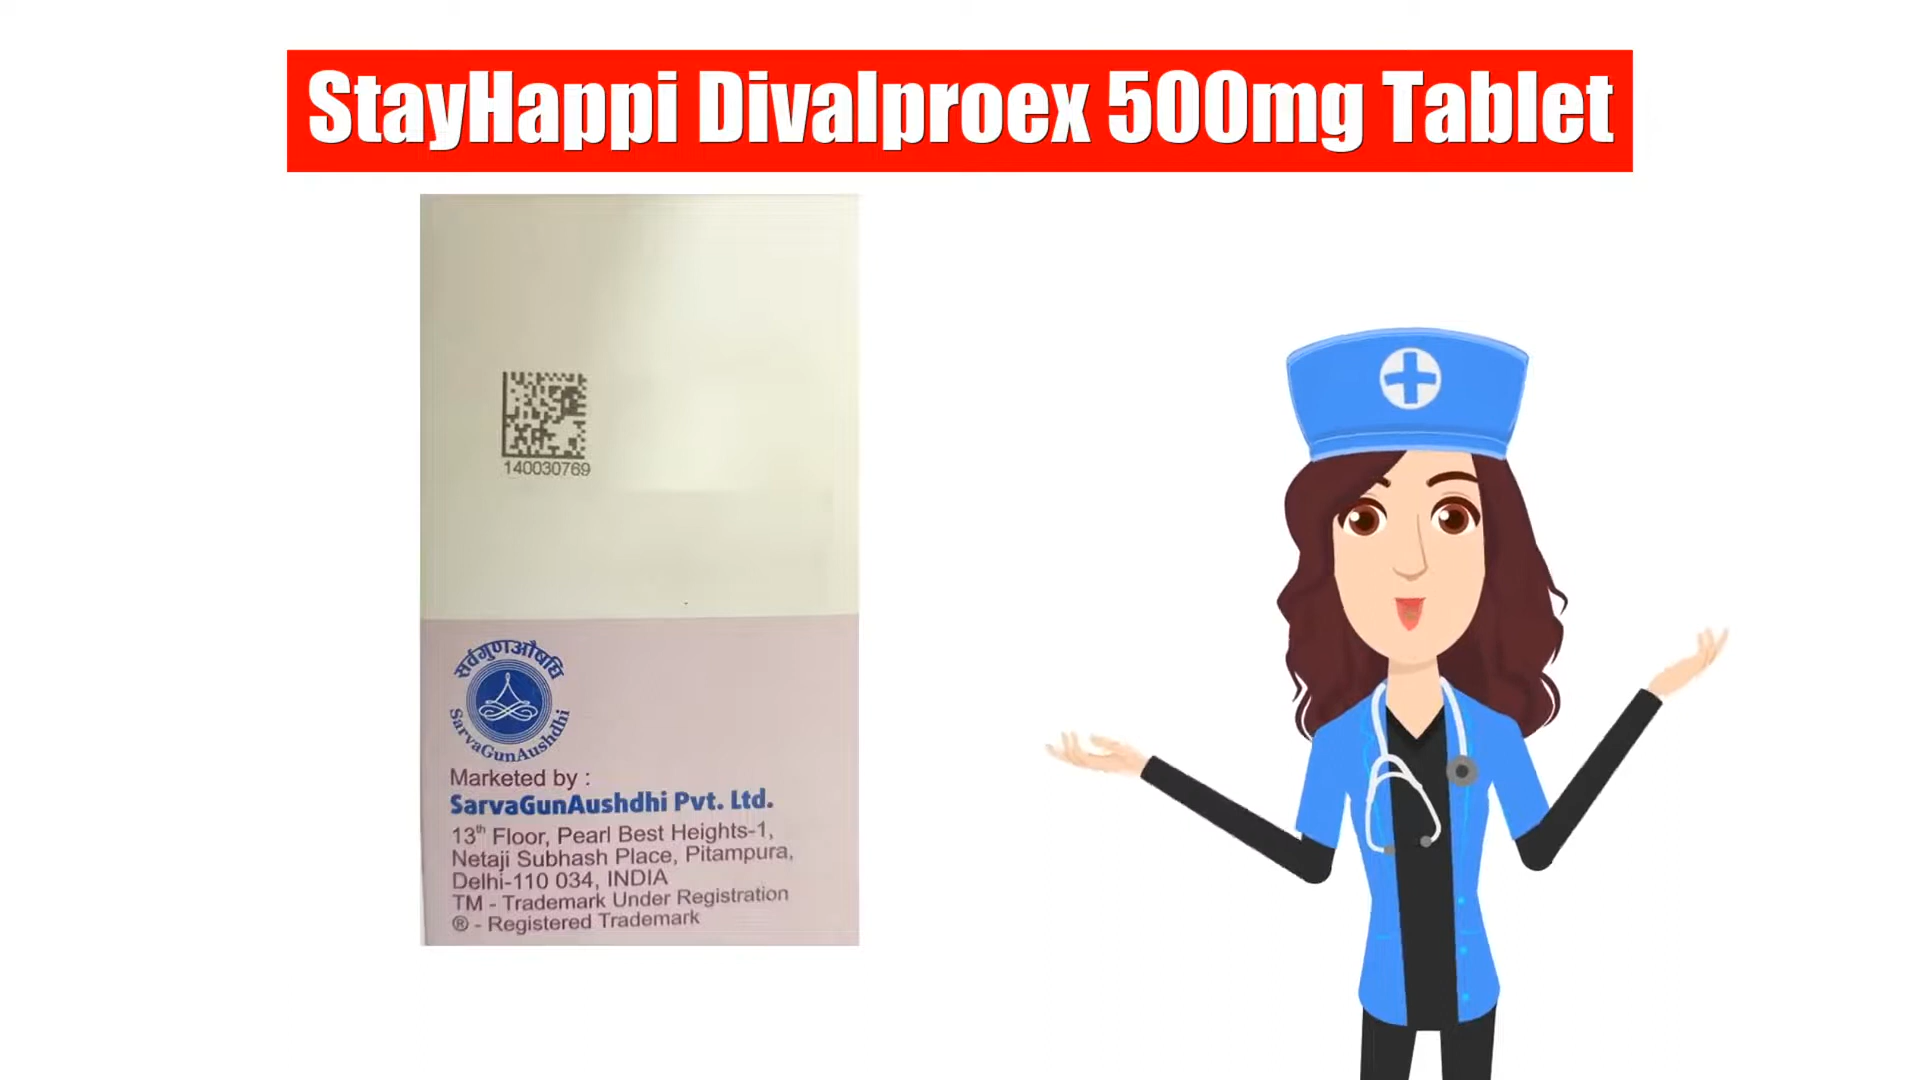 StayHappi Divalproex 500mg Tablet
140030769
सर्वगुणऔषधि
SarvaGunAushdhi
Marketed by :
SarvaGunAushdhi Pvt. Ltd.
13th Floor, Pearl Best Heights-1,
Netaji Subhash Place, Pitampura,
Delhi-110 034, INDIA
TM - Trademark Under Registration
® - Registered Trademark